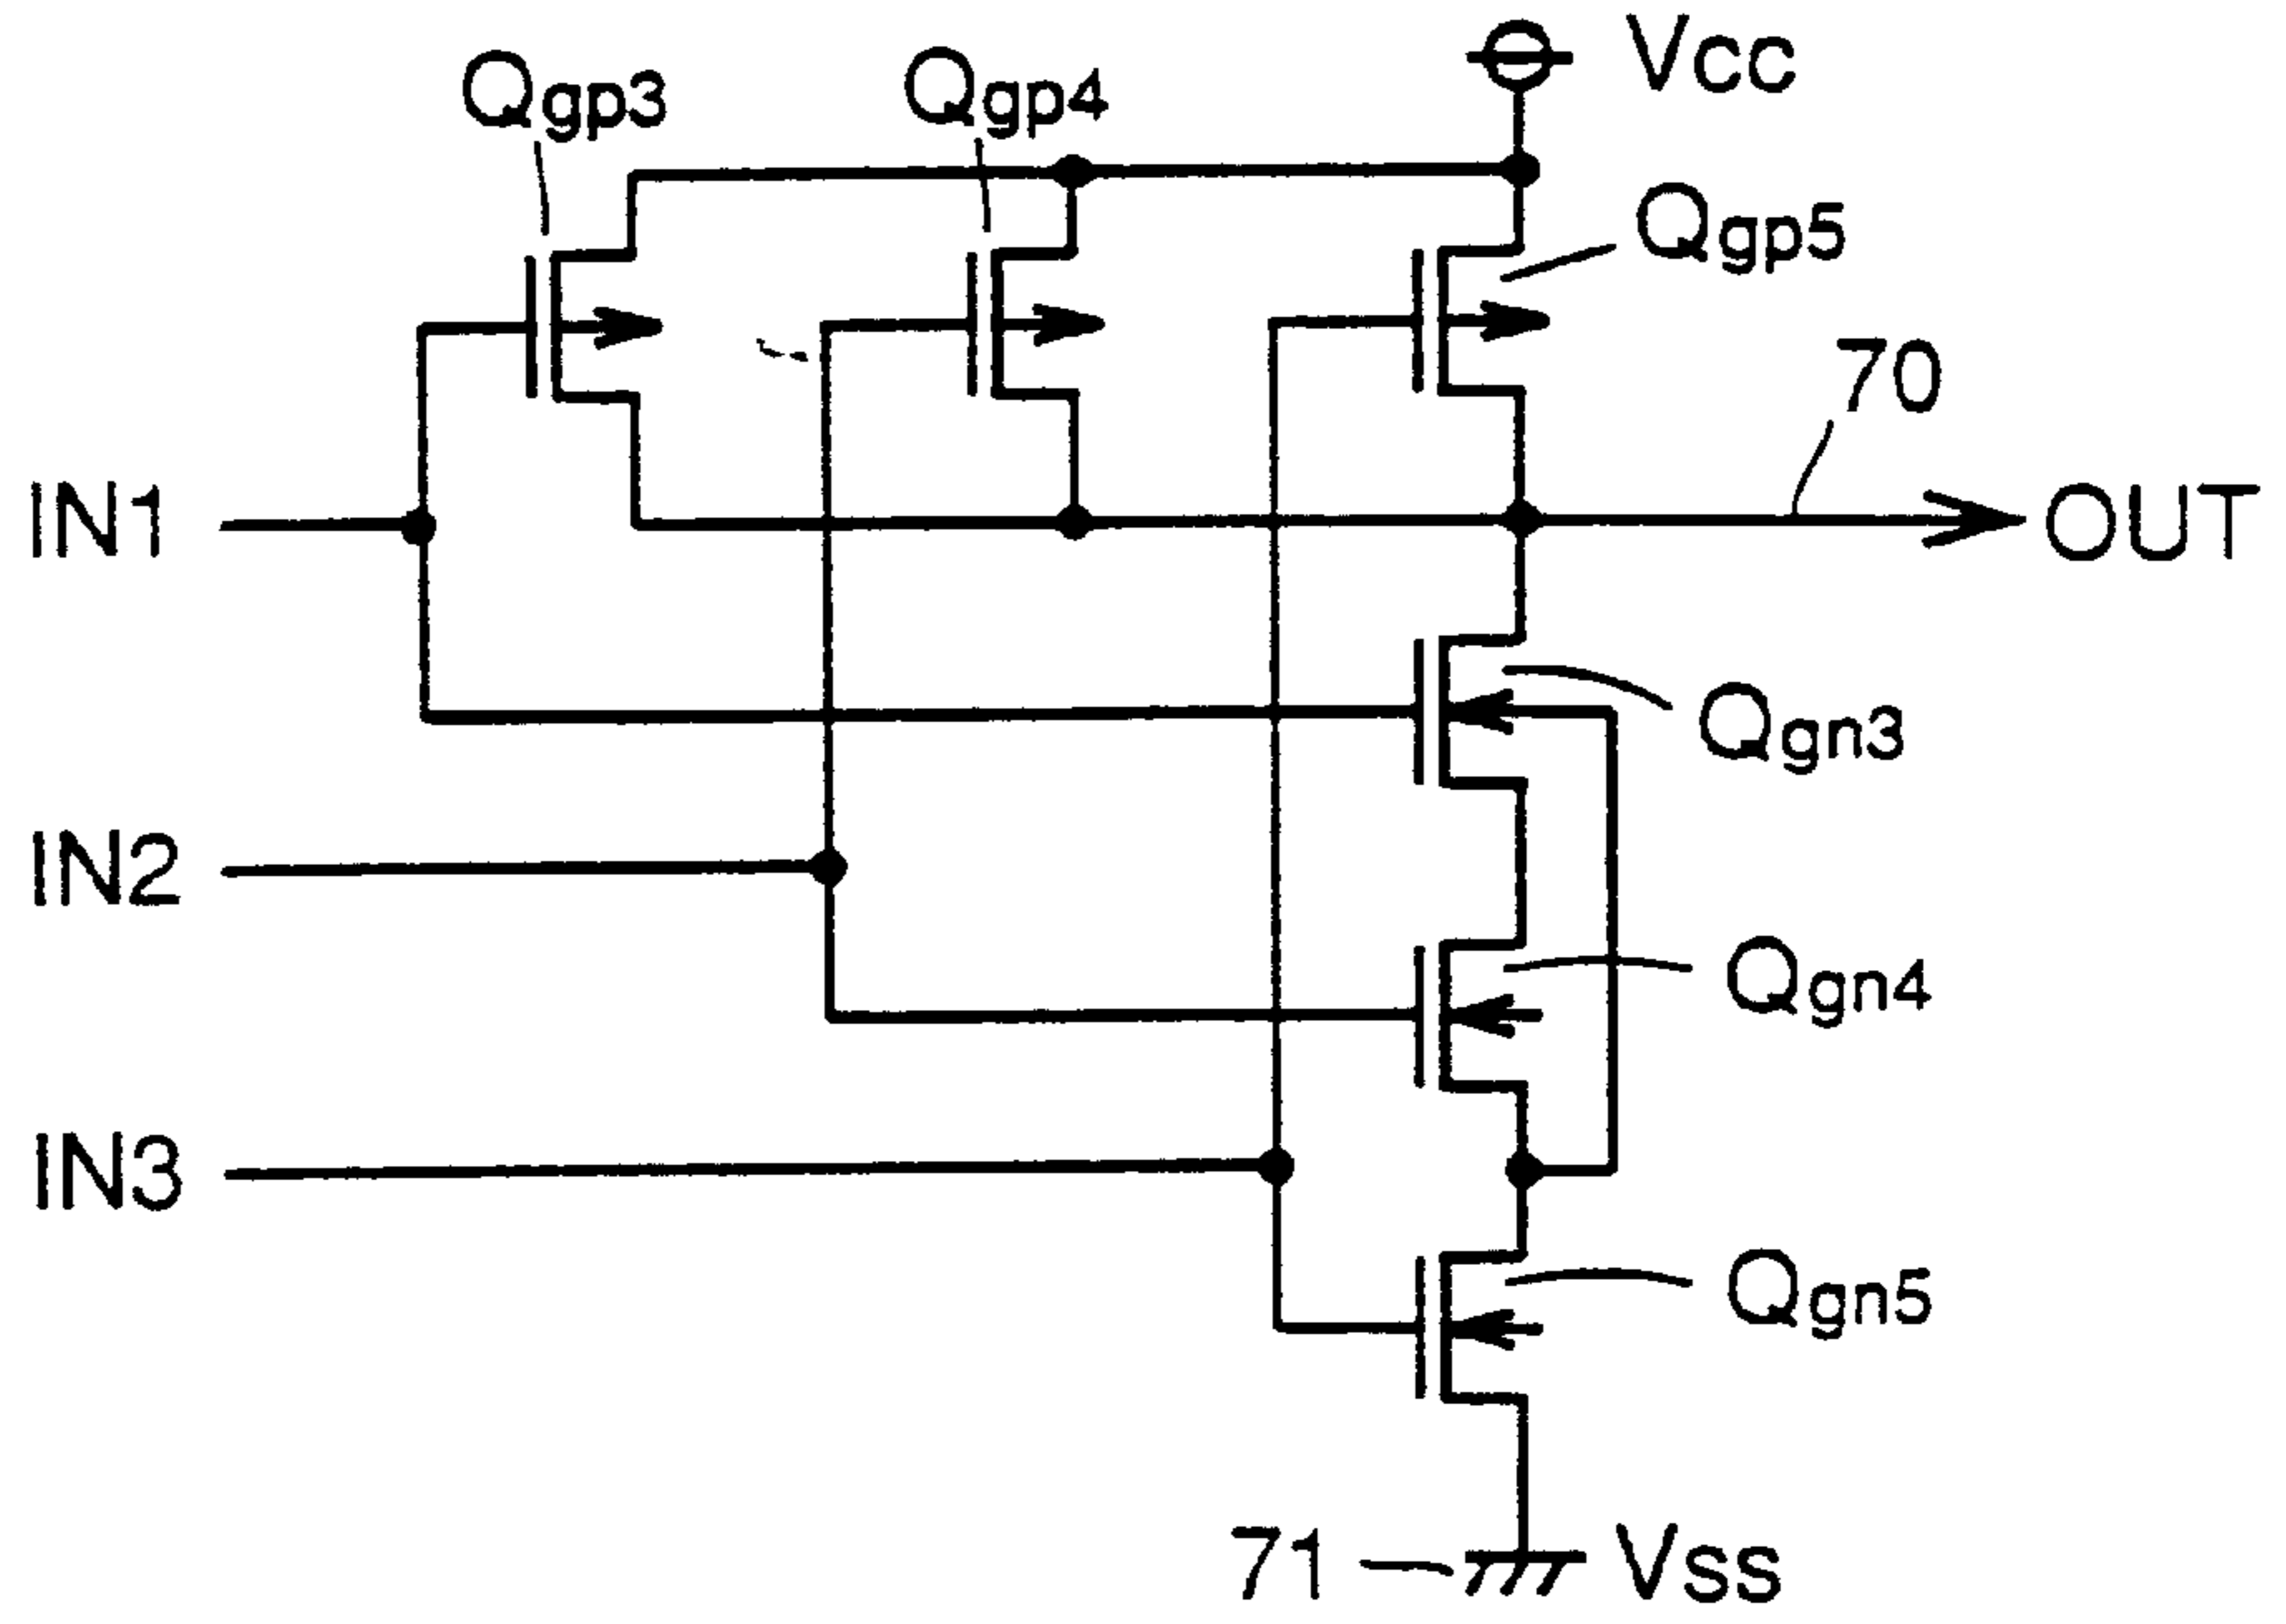 Qgp3
Qgp4
Vcc
Qgp5
70
IN1
OUT
Qgn3
IN2
Qgn4
IN3
Qgn5
71
Vss